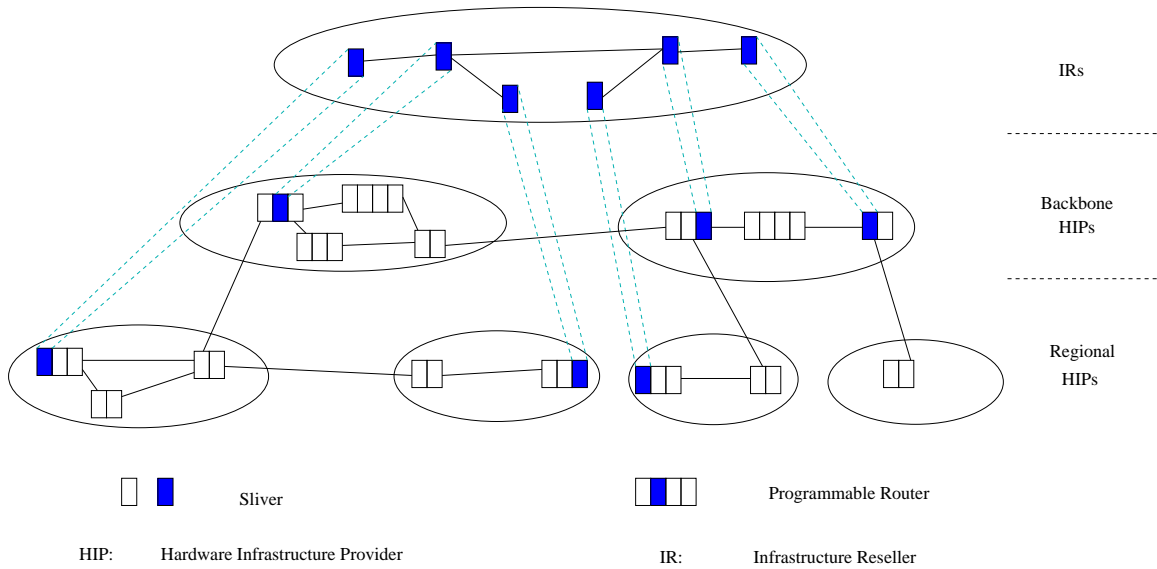 IRs
Backbone
HIPs
Regional
HIPs
Sliver
Programmable Router
HIP: Hardware Infrastructure Provider
IR: Infrastructure Reseller